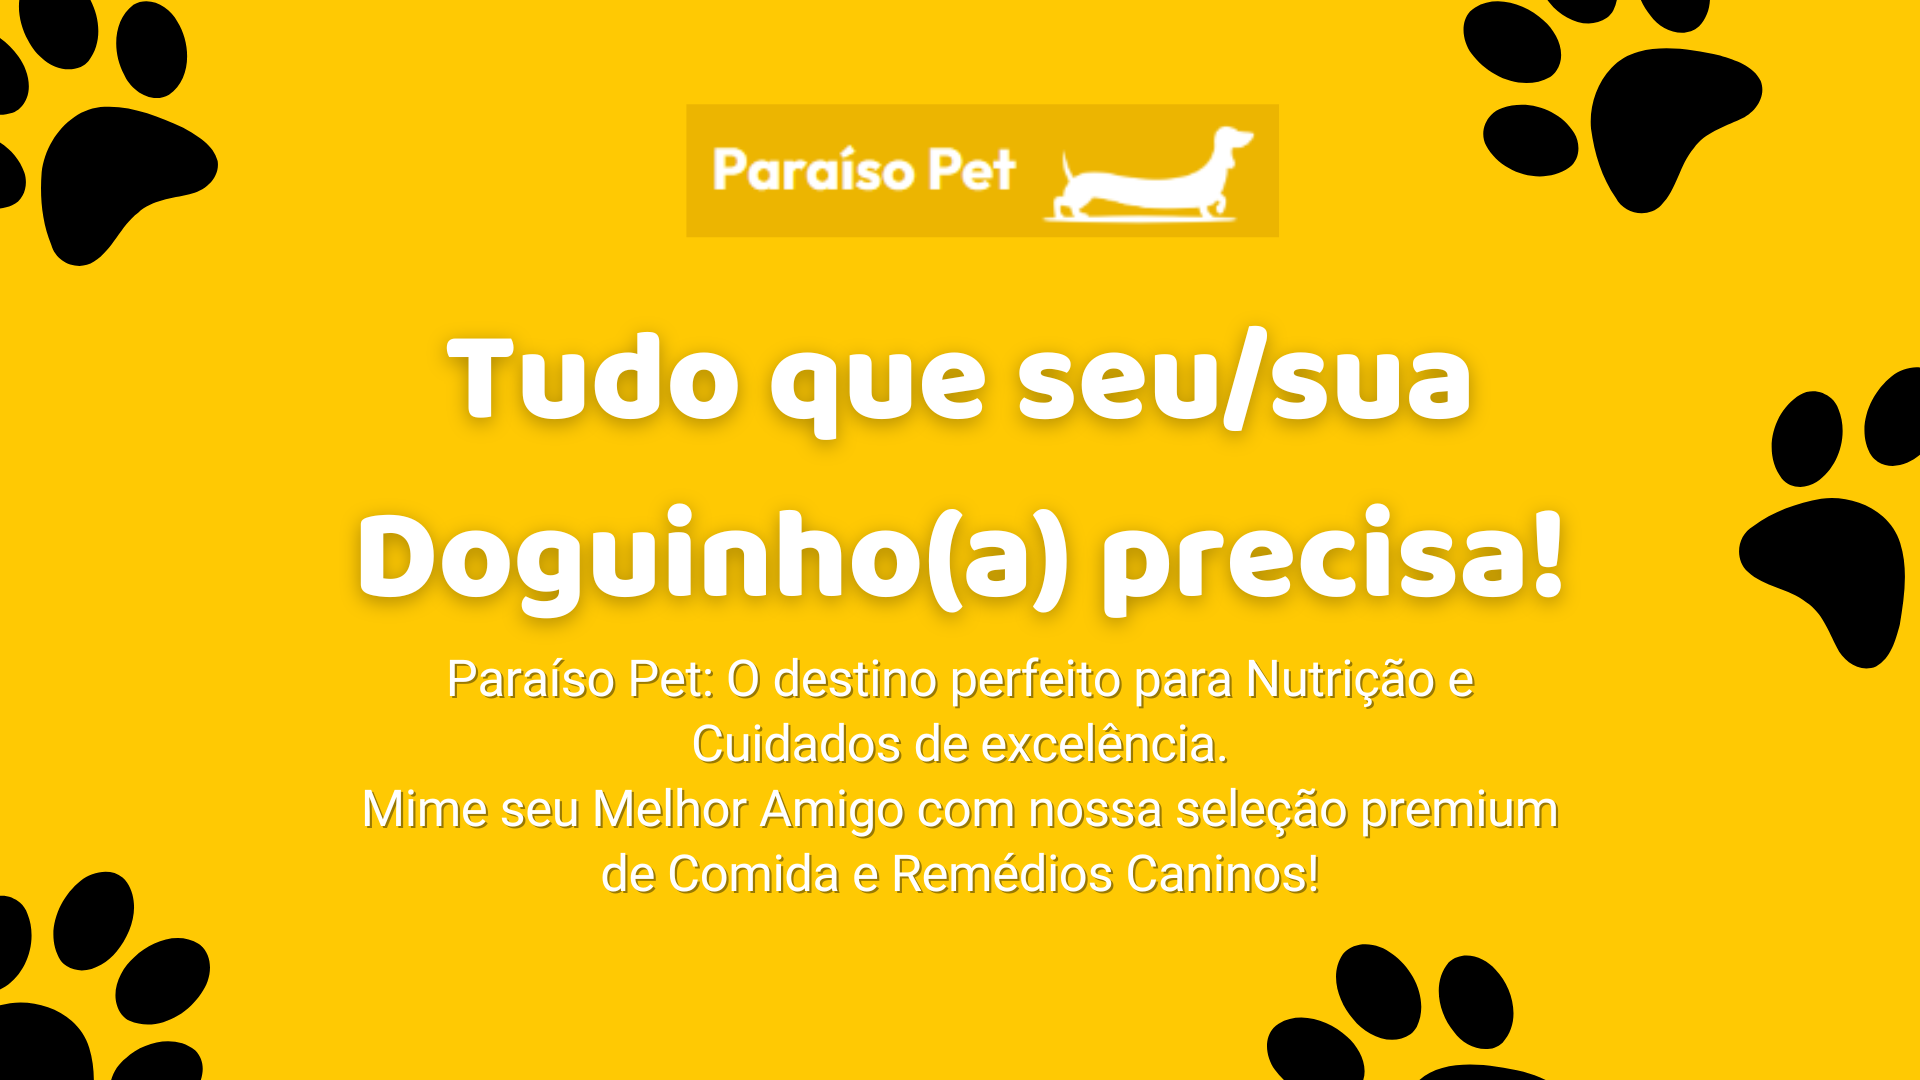 Paraíso Pet
Tudo que seu/sua
Doguinho(a) precisa!
Paraíso Pet: O destino perfeito para Nutrição e
Cuidados de excelência.
Mime seu Melhor Amigo com nossa seleção premium
de Comida e Remédios Caninos!